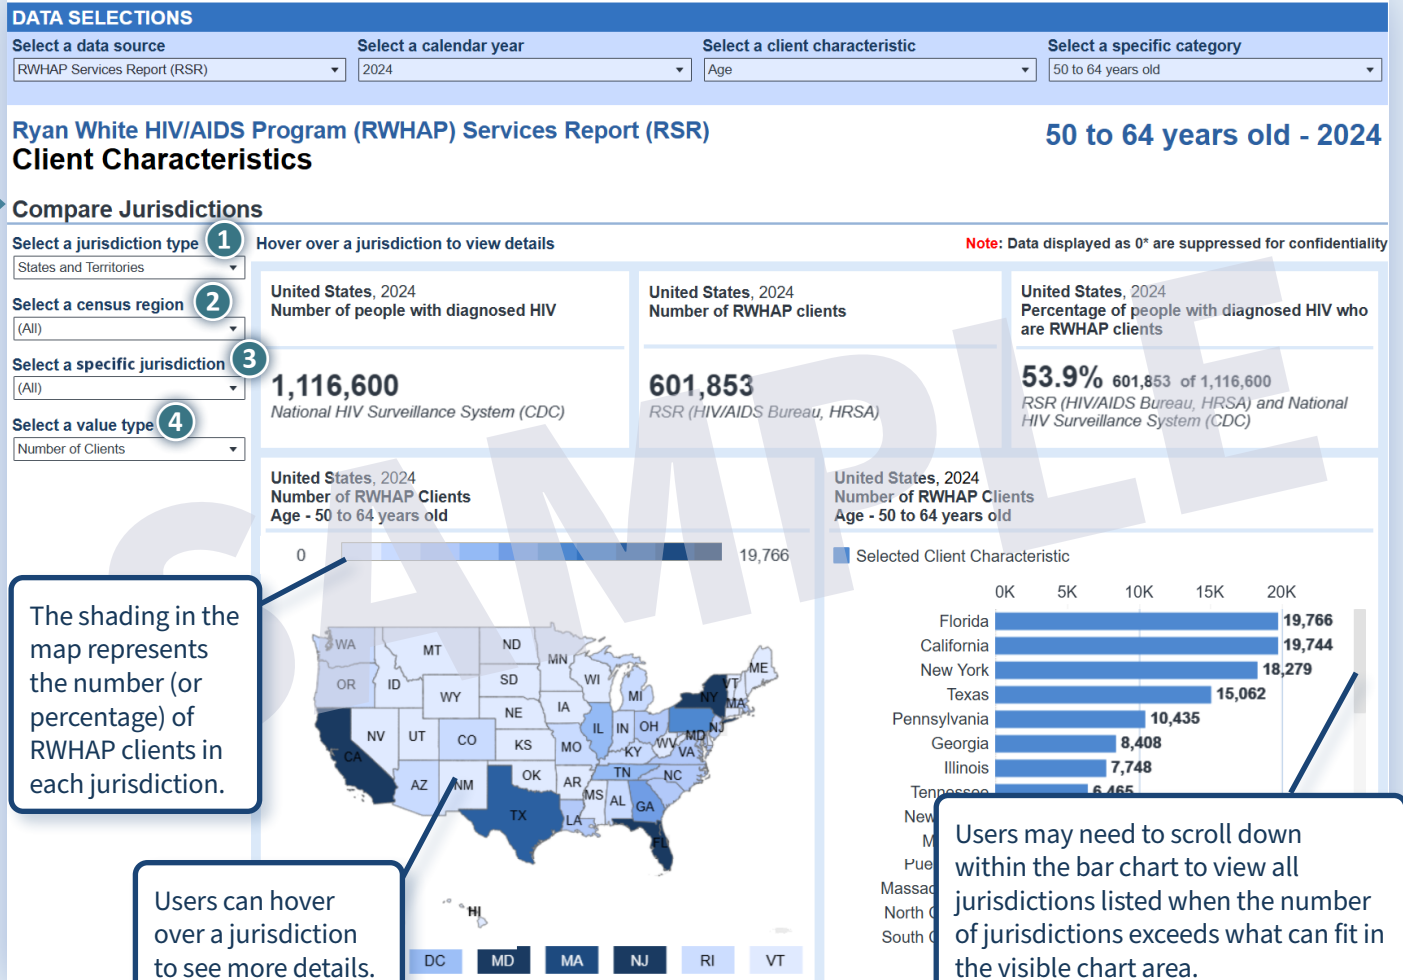 DATA SELECTIONS
Select a data source
RWHAP Services Report (RSR)
Select a calendar year
2024
Select a client characteristic
Age
Select a specific category
50 to 64 years old
Ryan White HIV/AIDS Program (RWHAP) Services Report (RSR)
50 to 64 years old - 2024
Client Characteristics
Compare Jurisdictions
Select a jurisdiction type
1
States and Territories
Select a census region
2
(All)
Select a specific jurisdiction
3
(All)
Select a value type
4
Number of Clients
Hover over a jurisdiction to view details
Note: Data displayed as 0* are suppressed for confidentiality
United States, 2024
Number of people with diagnosed HIV
1,116,600
National HIV Surveillance System (CDC)
United States, 2024
Number of RWHAP clients
601,853
RSR (HIV/AIDS Bureau, HRSA)
United States, 2024
Percentage of people with diagnosed HIV who
are RWHAP clients
53.9% 601,853 of 1,116,600
RSR (HIV/AIDS Bureau, HRSA) and National
HIV Surveillance System (CDC)
SAMPLE
United States, 2024
Number of RWHAP Clients
Age - 50 to 64 years old
0
19,766
WA
MT
ND
MN
ME
OR
ID
SD
WI
VT
WY
MI
NY
MA
NE
IA
NV
UT
CO
IL
IN
OH
NJ
KS
MO
KY
WV
MD
VA
CA
AZ
NM
OK
AR
TN
NC
MS
AL
GA
TX
LA
FL
HI
DC
MD
MA
NJ
RI
VT
United States, 2024
Number of RWHAP Clients
Age - 50 to 64 years old
Selected Client Characteristic
0K 5K 10K 15K 20K
Florida 19,766
California 19,744
New York 18,279
Texas 15,062
Pennsylvania 10,435
Georgia 8,408
Illinois 7,748
Tennessee 6,465
New
M
Pue
Massac
North C
South C
The shading in the
map represents
the number (or
percentage) of
RWHAP clients in
each jurisdiction.
Users can hover
over a jurisdiction
to see more details.
Users may need to scroll down
within the bar chart to view all
jurisdictions listed when the number
of jurisdictions exceeds what can fit in
the visible chart area.